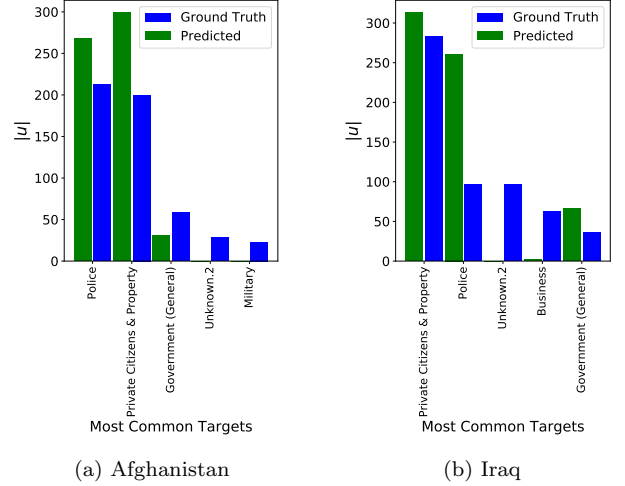 300
250
200
150
100
50
0
|u|
Ground Truth
Predicted
Police
Private Citizens & Property
Government (General)
Unknown.2
Military
Most Common Targets
(a) Afghanistan
300
250
200
150
100
50
0
|u|
Ground Truth
Predicted
Private Citizens & Property
Police
Unknown.2
Business
Government (General)
Most Common Targets
(b) Iraq